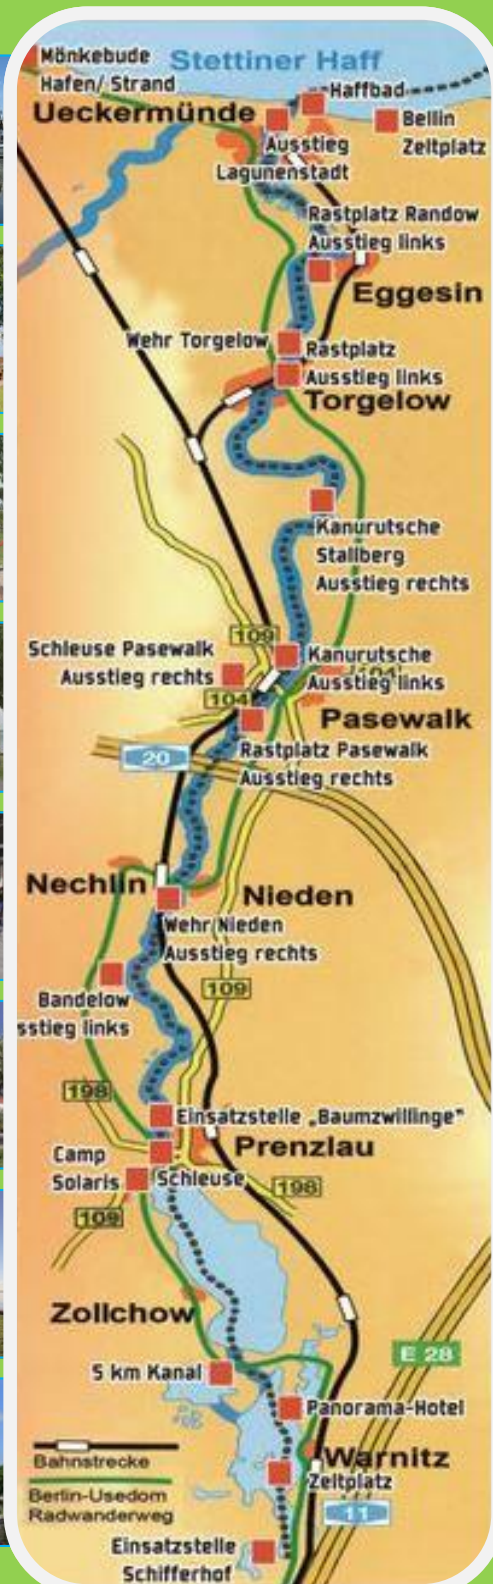 Mönkebude
Hafen/ Strand
Stettiner Haff
Haffbad
Ueckermünde
Bellin
Zeltplatz
Ausstieg
Lagunenstadt
Rastplatz Randow
Ausstieg links
Eggesin
Wehr Torgelow
Rastplatz
Ausstieg links
Torgelow
Kanurutsche
Stallberg
Ausstieg rechts
109
Schleuse Pasewalk
Ausstieg rechts
Kanurutsche
104
Ausstieg links
104
Pasewalk
Rastplatz Pasewalk
Ausstieg rechts
20
Nechlin
Nieden
Wehr Nieden
Ausstieg rechts
109
Bandelow
sstieg links
198
Einsatzstelle „Baumzwillinge"
Prenzlau
Camp
Solaris
Schleuse
198
109
Zollchow
E 28
5 km Kanal
Panorama-Hotel
Warnitz
Zeltplatz
Bahnstrecke
Berlin-Usedom
Radwanderweg
11
Einsatzstelle
Schifferhof